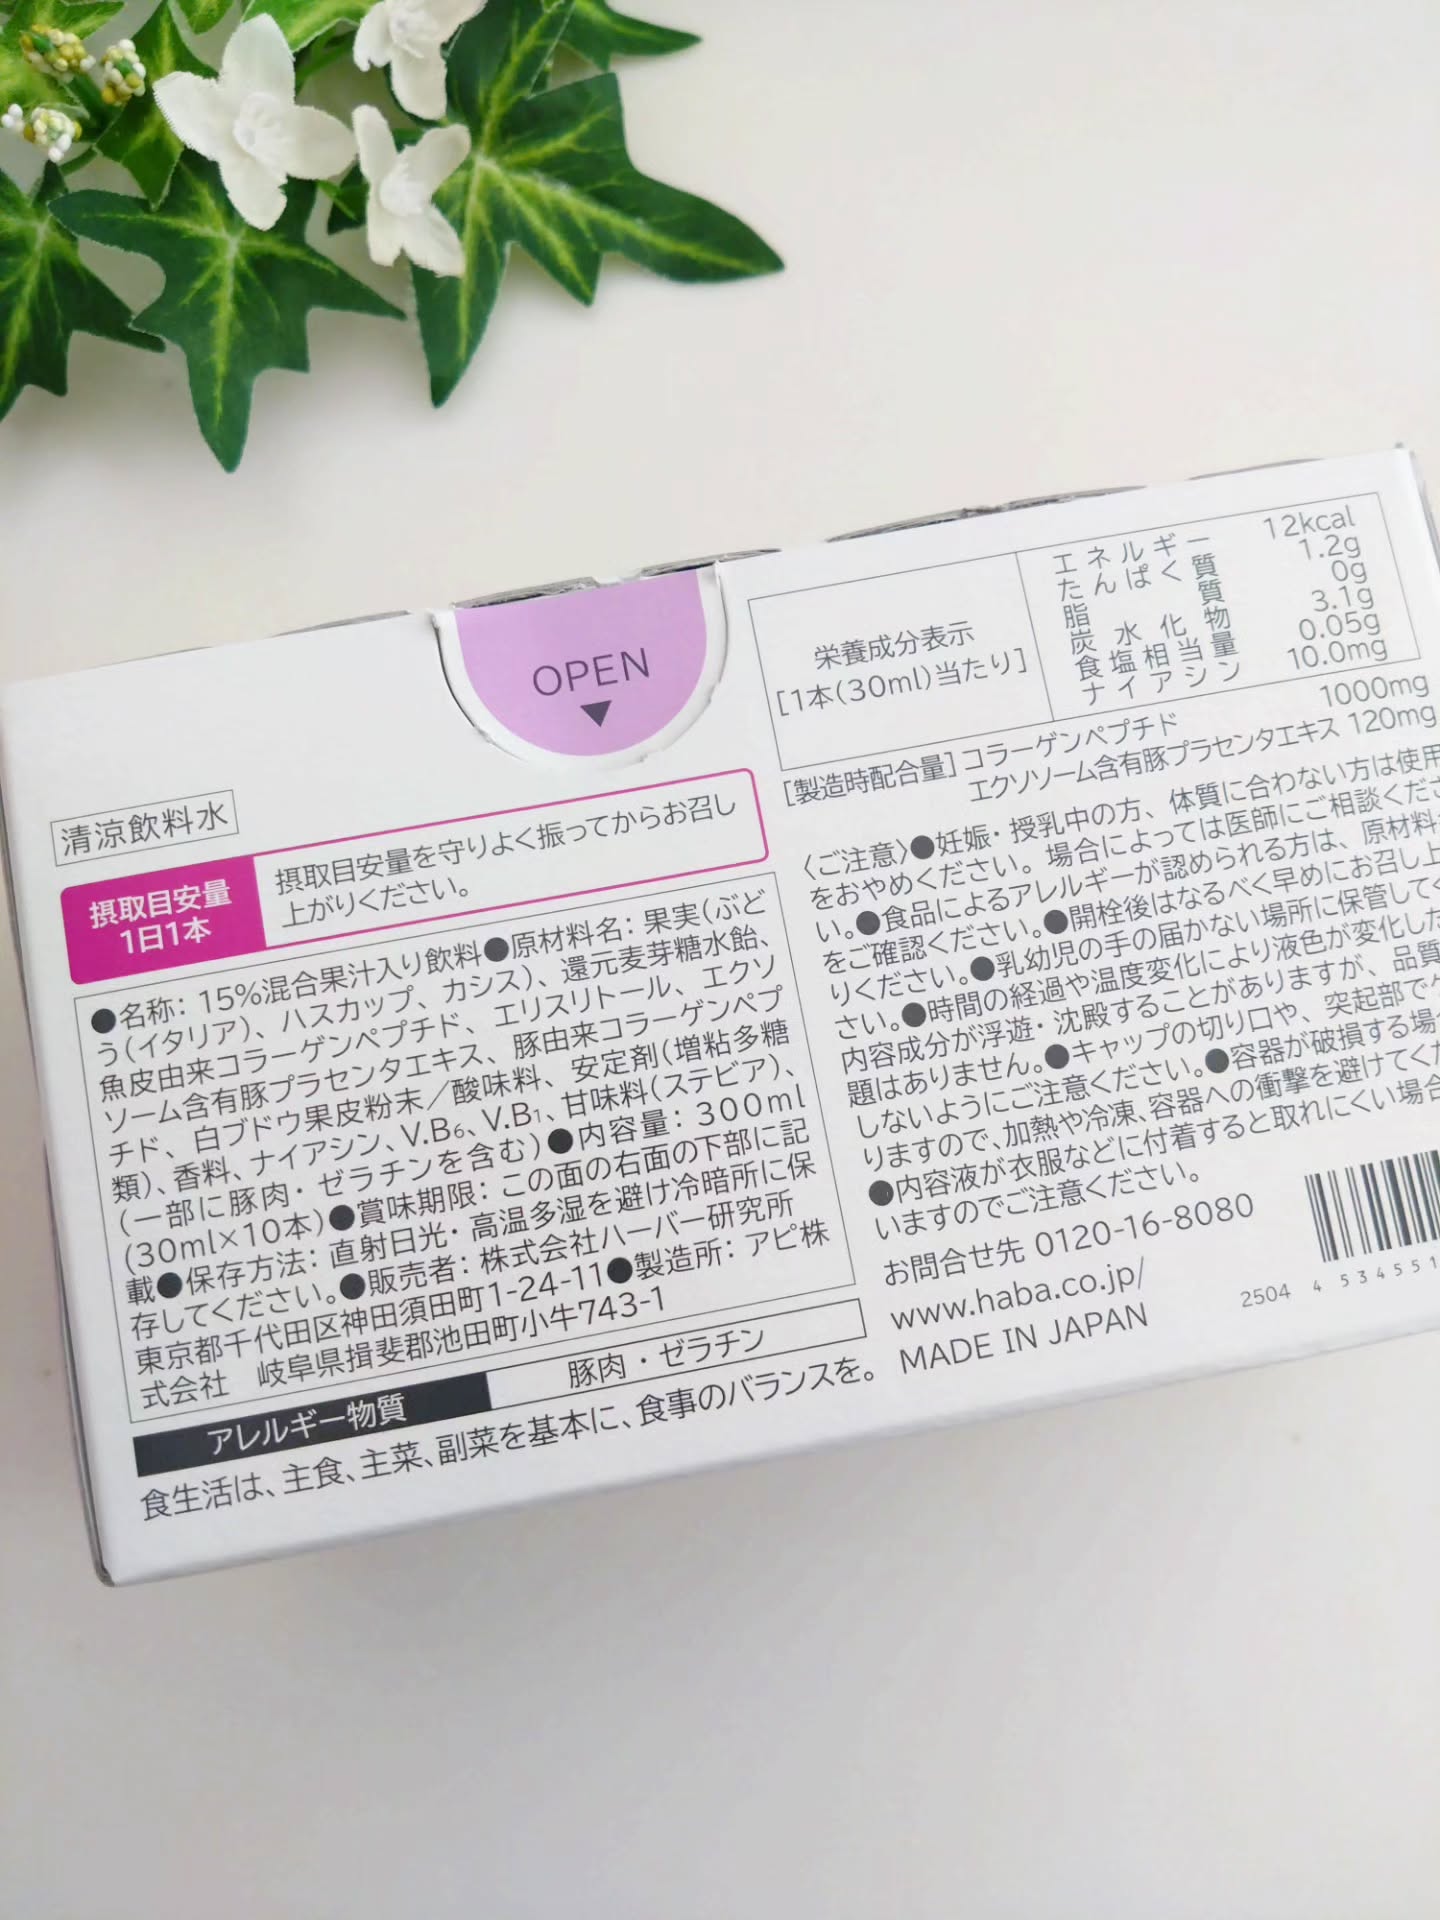 OPEN
清涼飲料水
摂取目安量
1日1本
摂取目安量を守りよく振ってからお召し
上がりください。
●名称：15%混合果汁入り飲料●原材料名：果実（ぶど
う（イタリア）、ハスカップ、カシス）、還元麦芽糖水飴、
魚皮由来コラーゲンペプチド、エリスリトール、エクソ
ソーム含有豚プラセンタエキス、豚由来コラーゲンペプ
チド、白ブドウ果皮粉末／酸味料、安定剤（増粘多糖
類）、香料、ナイアシン、V.B₆、V.B₁、甘味料（ステビア）、
（一部に豚肉・ゼラチンを含む）●内容量：300ml
（30ml×10本）●賞味期限：この面の右面の下部に記
載●保存方法：直射日光・高温多湿を避け冷暗所に保
存してください。●販売者：株式会社ハーバー研究所
東京都千代田区神田須田町1-24-11●製造所：アピ株
式会社　岐阜県揖斐郡池田町小牛743-1
アレルギー物質
豚肉・ゼラチン
食生活は、主食、主菜、副菜を基本に、食事のバランスを。
栄養成分表示
[1本(30ml)当たり]
エネルギー 12kcal
たんぱく質 1.2g
脂質 0g
炭水化物 3.1g
食塩相当量 0.05g
ナイアシン 10.0mg
[製造時配合量] コラーゲンペプチド 1000mg
エクソソーム含有豚プラセンタエキス 120mg
〈ご注意〉●妊娠・授乳中の方、体質に合わない方は使用
をおやめください。場合によっては医師にご相談くださ
い。●食品によるアレルギーが認められる方は、原材料
をご確認ください。●開栓後はなるべく早めにお召し上
りください。●乳幼児の手の届かない場所に保管してく
さい。●時間の経過や温度変化により液色が変化した
内容成分が浮遊・沈殿することがありますが、品質
題はありません。●キャップの切り口や、突起部で
しないようにご注意ください。●容器が破損する場
りますので、加熱や冷凍、容器への衝撃を避けてくだ
●内容液が衣服などに付着すると取れにくい場合
いますのでご注意ください。
お問合せ先 0120-16-8080
www.haba.co.jp/
MADE IN JAPAN
2504
4 534551